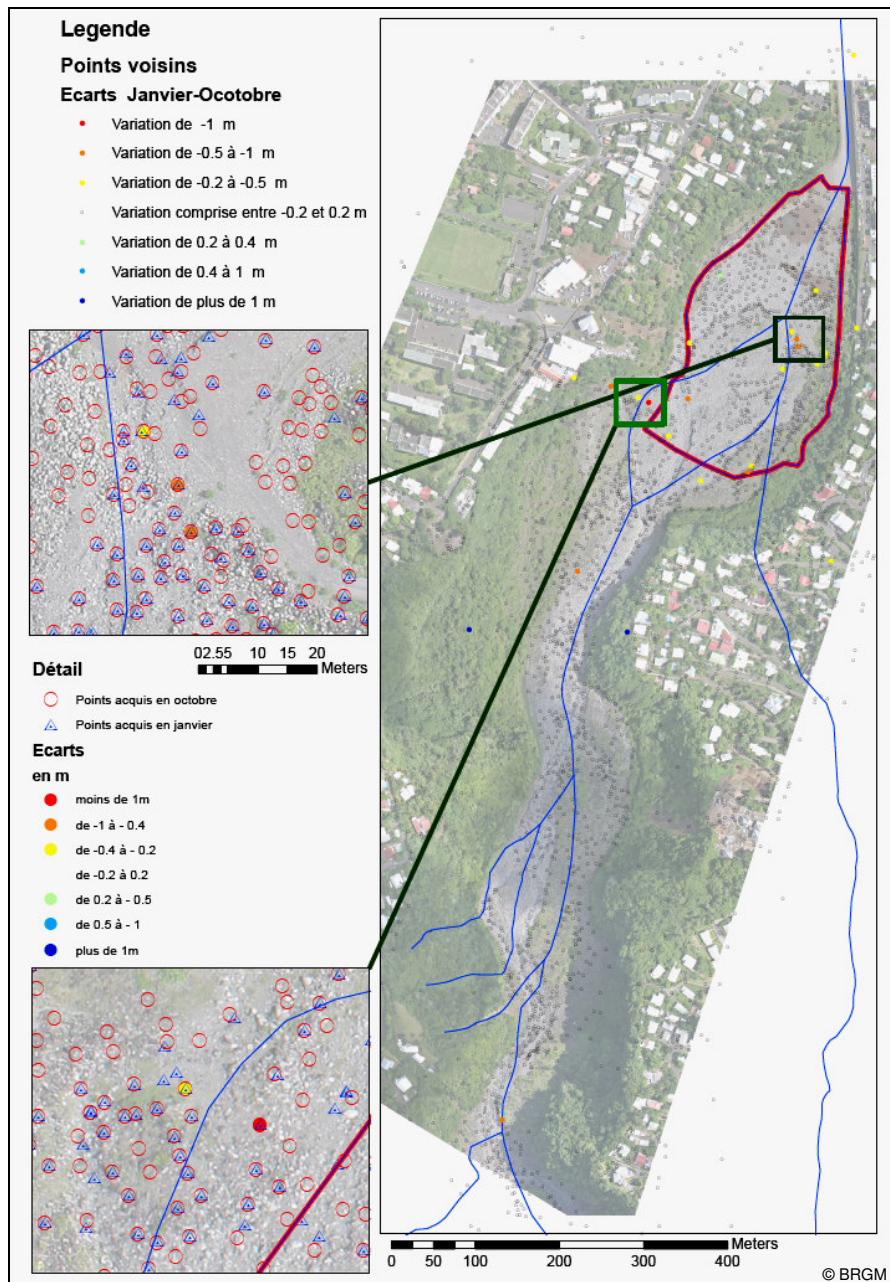 Legende
Points voisins
Ecarts Janvier-Ocotobre
Variation de -1 m
Variation de -0.5 à -1 m
Variation de -0.2 à -0.5 m
Variation comprise entre -0.2 et 0.2 m
Variation de 0.2 à 0.4 m
Variation de 0.4 à 1 m
Variation de plus de 1 m
02.55 10 15 20
Meters
Détail
Points acquis en octobre
Points acquis en janvier
Ecarts
en m
moins de 1m
de -1 à - 0.4
de -0.4 à - 0.2
de -0.2 à 0.2
de 0.2 à - 0.5
de 0.5 à - 1
plus de 1m
Meters
0 50 100 200 300 400
© BRGM